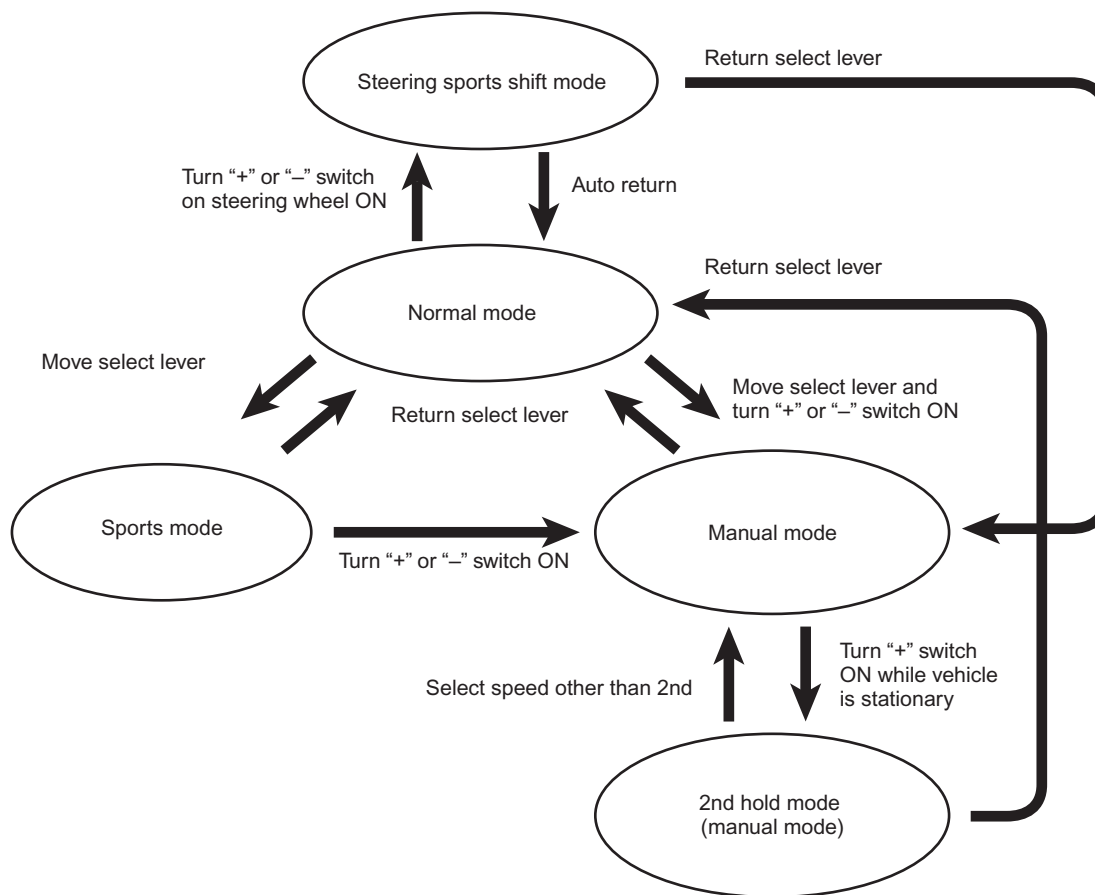 Return select lever
Steering sports shift mode
Turn “+” or “–” switch
on steering wheel ON
Auto return
Return select lever
Normal mode
Move select lever
Move select lever and
turn “+” or “–” switch ON
Return select lever
Sports mode
Manual mode
Turn “+” or “–” switch ON
Turn “+” switch
ON while vehicle
is stationary
Select speed other than 2nd
2nd hold mode
(manual mode)